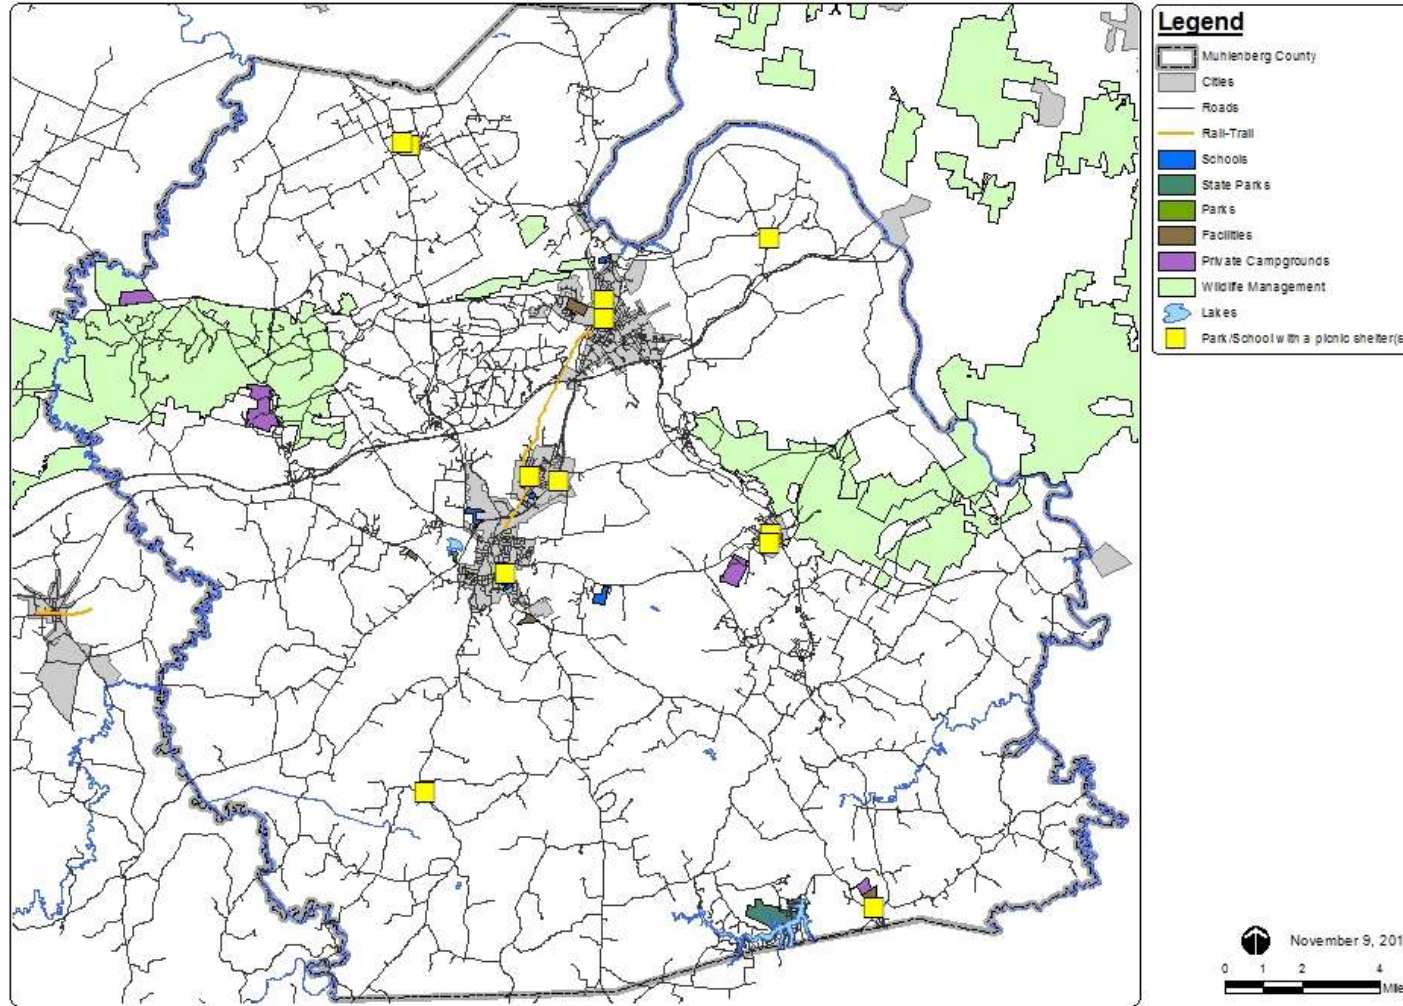 Legend
Muhlenberg County
Cities
Roads
Rail-Trail
Schools
State Parks
Parks
Facilities
Private Campgrounds
Wildlife Management
Lakes
Park/School with a picnic shelter(s
November 9, 201
0 1 2 4
Mile